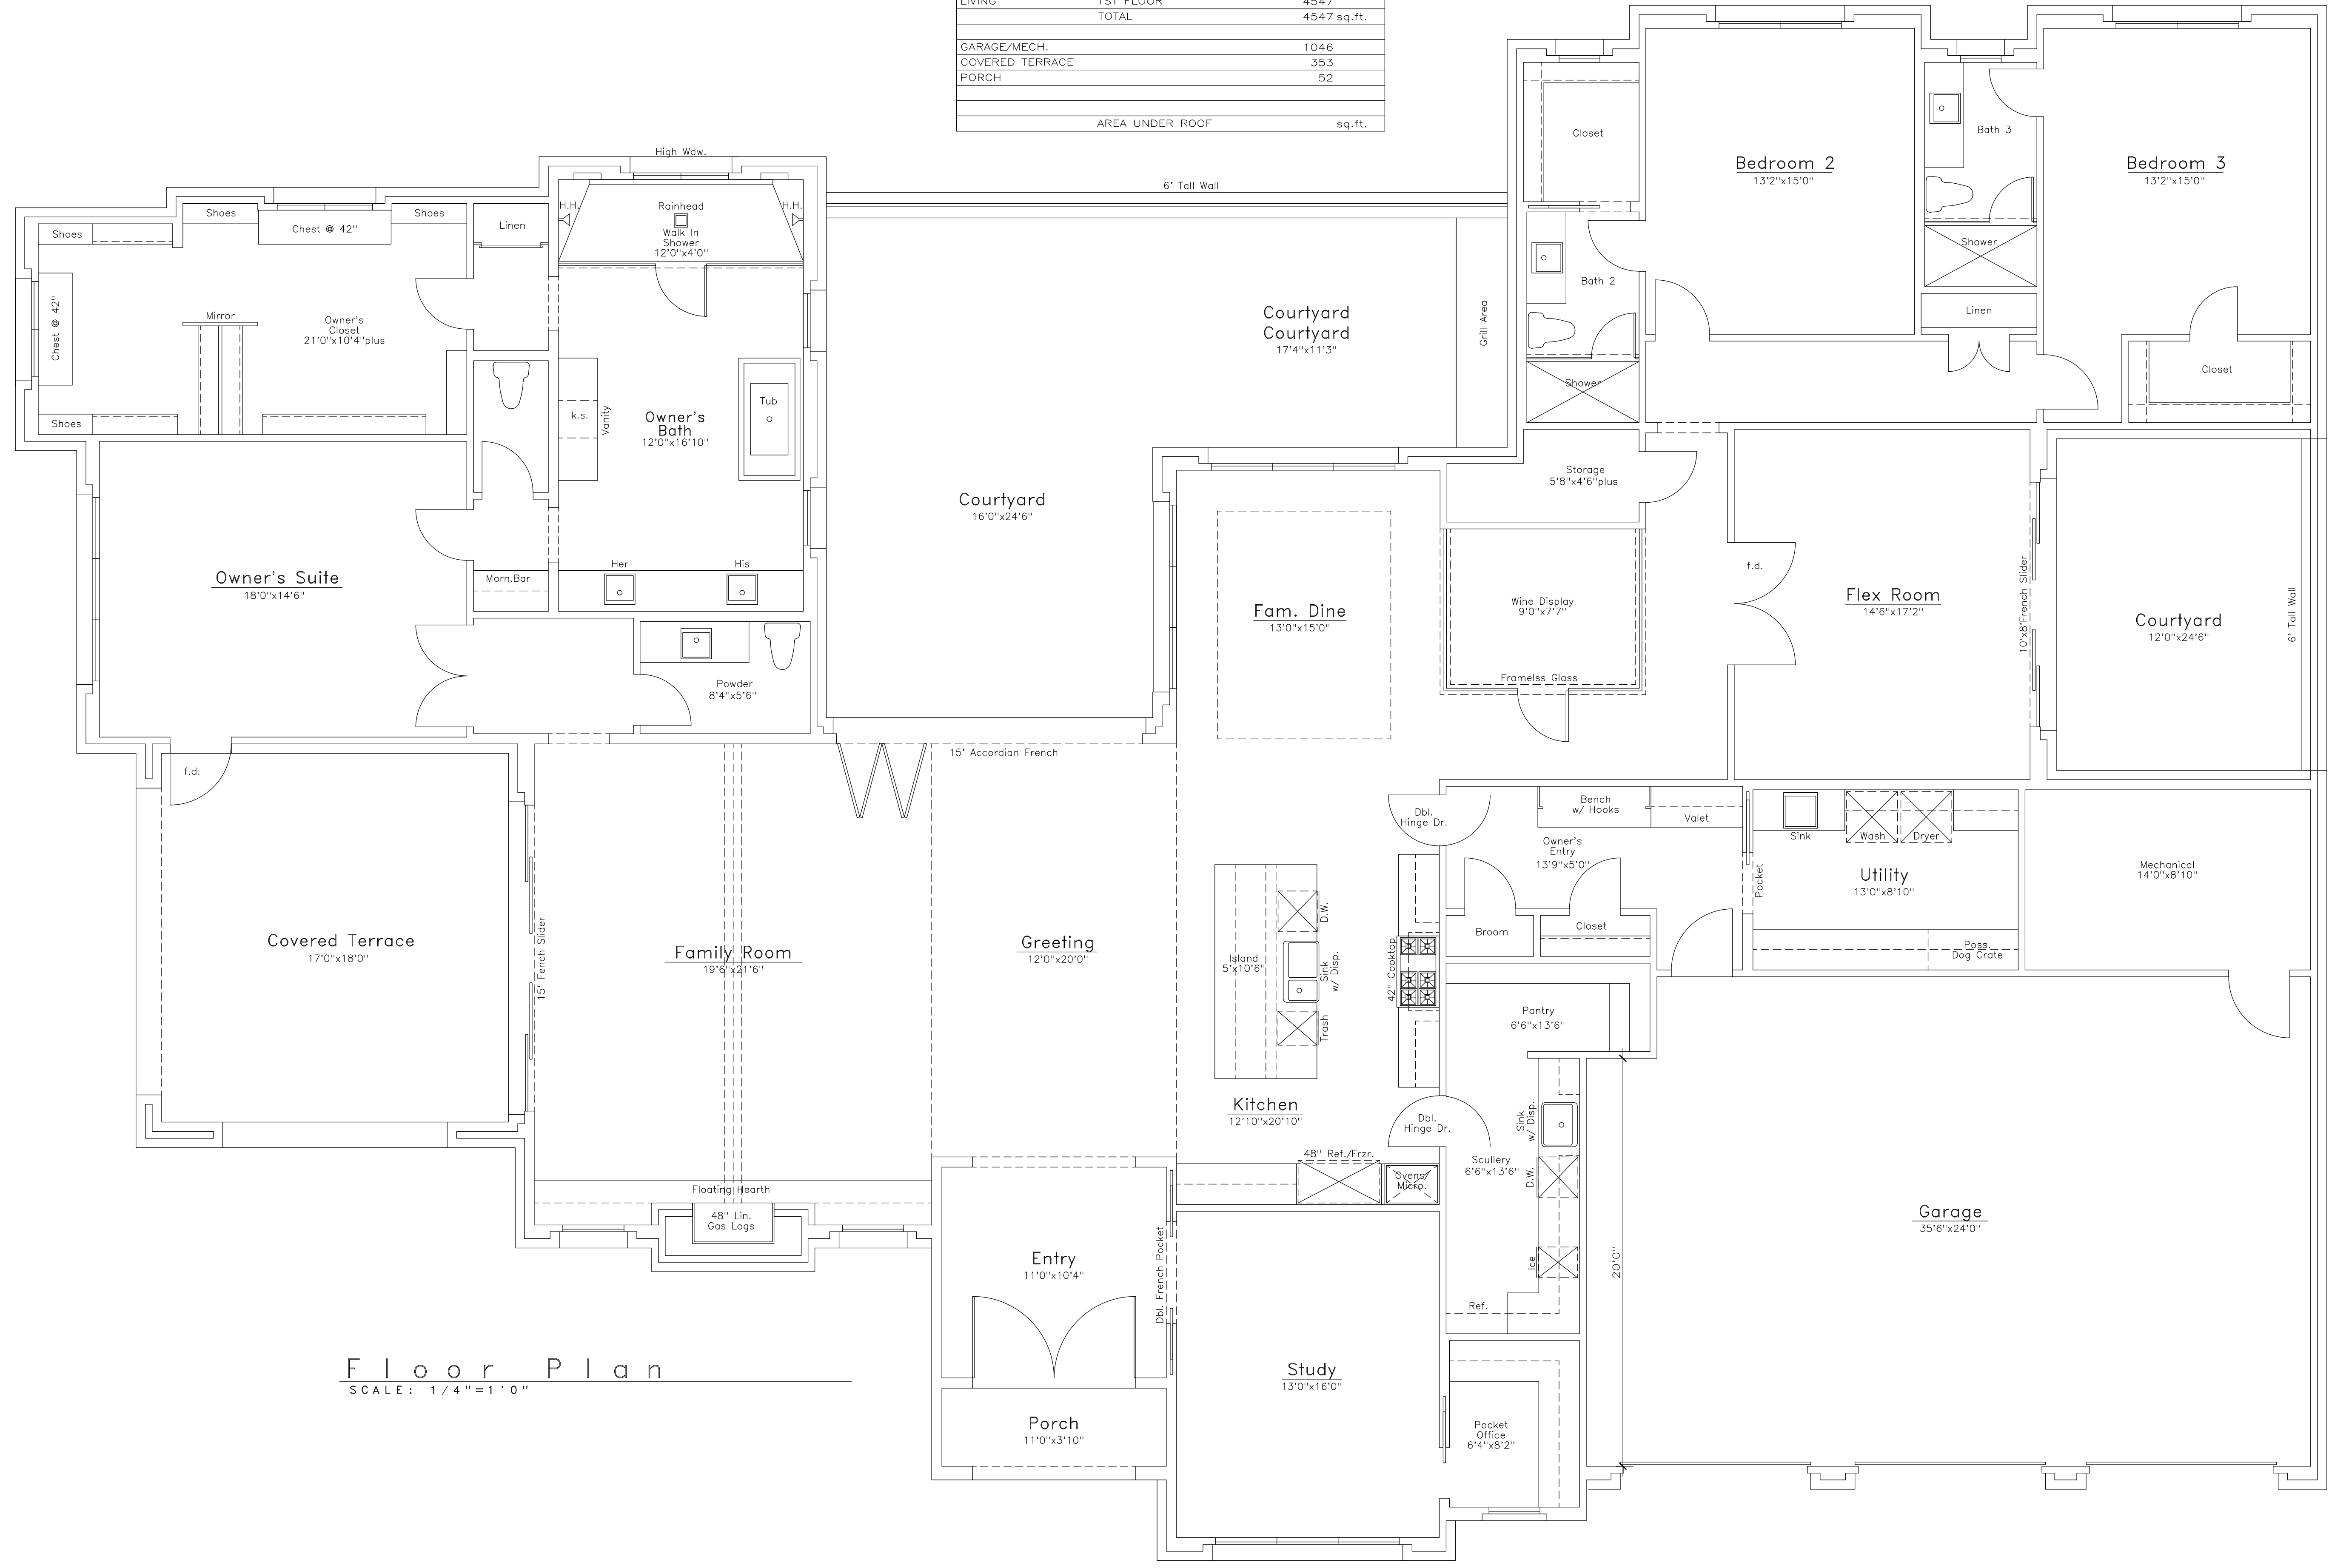 LIVING 1ST FLOOR 4547
TOTAL 4547 sq.ft.
GARAGE/MECH. 1046
COVERED TERRACE 353
PORCH 52
AREA UNDER ROOF sq.ft.
High Wdw.
6' Tall Wall
Closet
Bedroom 2
13'2"x15'0"
Bath 3
Bedroom 3
13'2"x15'0"
Shoes
Shoes
Shoes
Chest @ 42"
Linen
H.H.
Rainhead
H.H.
Walk In
Shower
12'0"x4'0"
Chest @ 42"
Mirror
Owner's
Closet
21'0"x10'4"plus
Shoes
k.s.
Vanity
Owner's
Bath
12'0"x16'10"
Tub
Courtyard
Courtyard
17'4"x11'3"
Grill Area
Bath 2
Shower
Shower
Linen
Closet
Storage
5'8"x4'6"plus
Courtyard
16'0"x24'6"
Owner's Suite
18'0"x14'6"
Morn.Bar
Her
His
Powder
8'4"x5'6"
Fam. Dine
13'0"x15'0"
Wine Display
9'0"x7'7"
Framelss Glass
f.d.
Flex Room
14'6"x17'2"
10'x8'French Slider
Courtyard
12'0"x24'6"
6' Tall Wall
f.d.
15' Accordian French
Dbl.
Hinge Dr.
Bench
w/ Hooks
Valet
Owner's
Entry
13'9"x5'0"
Pocket
Sink
Wash
Dryer
Utility
13'0"x8'10"
Poss.
Dog Crate
Mechanical
14'0"x8'10"
Covered Terrace
17'0"x18'0"
15' Fench Slider
Family Room
19'6"x21'6"
Greeting
12'0"x20'0"
Island
5'x10'6"
D.W.
Sink
w/ Disp.
Trash
42" Cooktop
Broom
Closet
Pantry
6'6"x13'6"
Kitchen
12'10"x20'10"
Dbl.
Hinge Dr.
48" Ref./Frzr.
Ovens/
Micro.
Scullery
6'6"x13'6"
Sink
w/ Disp.
D.W.
Ice
Ref.
20'0"
Garage
35'6"x24'0"
Floating Hearth
48" Lin.
Gas Logs
Entry
11'0"x10'4"
Dbl. French Pocket
Porch
11'0"x3'10"
Study
13'0"x16'0"
Pocket
Office
6'4"x8'2"
Floor Plan
SCALE: 1/4"=1'0"